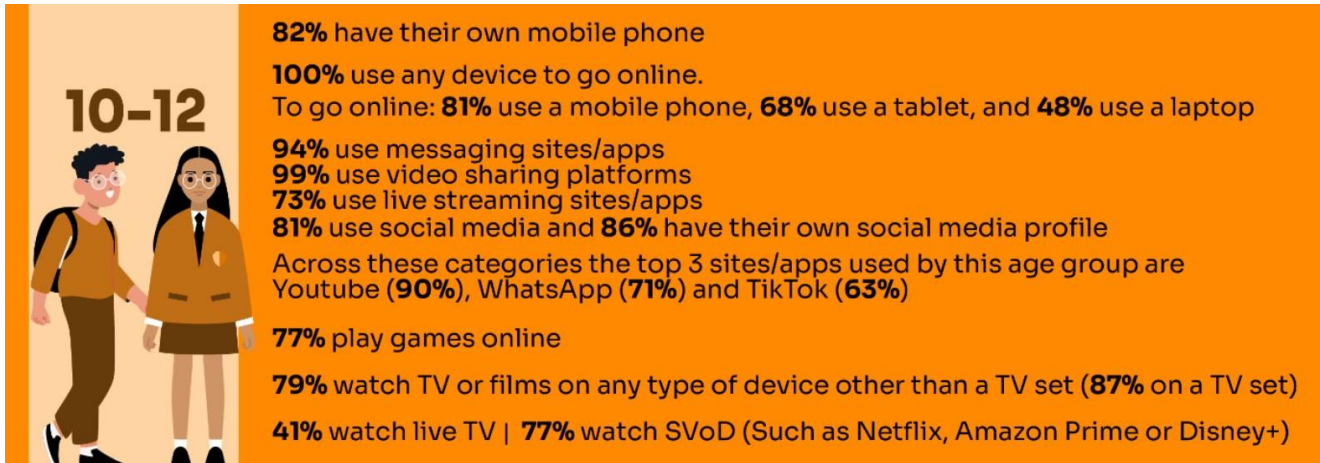 10-12
82% have their own mobile phone
100% use any device to go online.
To go online: 81% use a mobile phone, 68% use a tablet, and 48% use a laptop
94% use messaging sites/apps
99% use video sharing platforms
73% use live streaming sites/apps
81% use social media and 86% have their own social media profile
Across these categories the top 3 sites/apps used by this age group are
Youtube (90%), WhatsApp (71%) and TikTok (63%)
77% play games online
79% watch TV or films on any type of device other than a TV set (87% on a TV set)
41% watch live TV | 77% watch SVoD (Such as Netflix, Amazon Prime or Disney+)